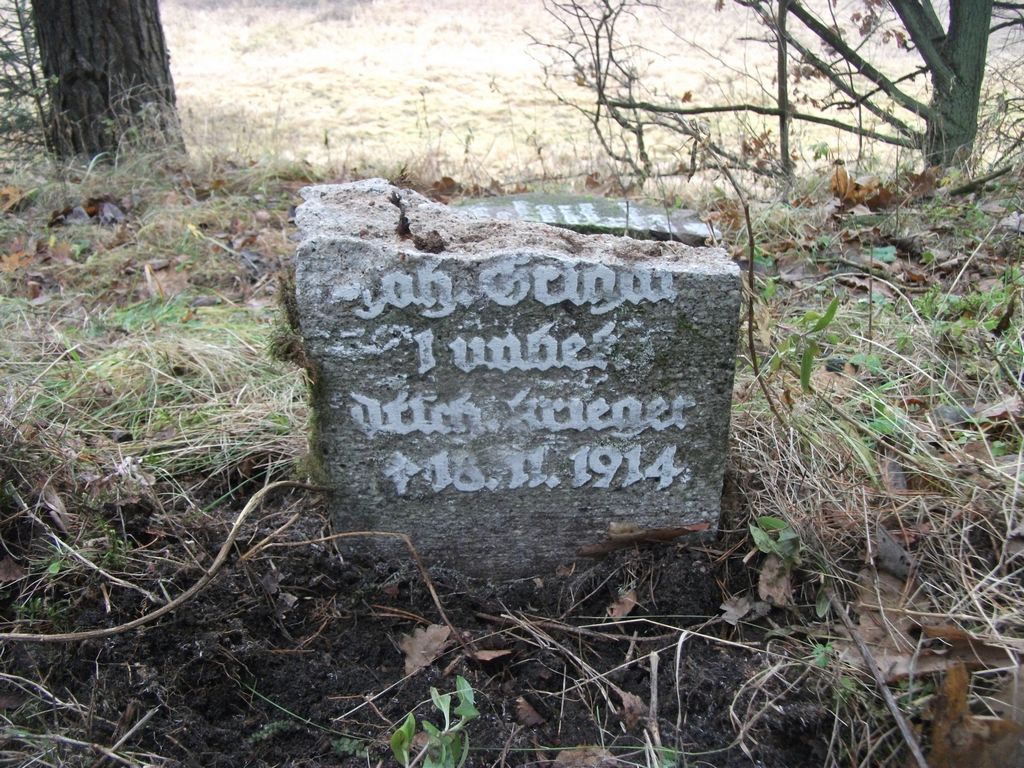 Joh. Grigat
1 unbek.
dtsch. Krieger
† 16. 11. 1914.